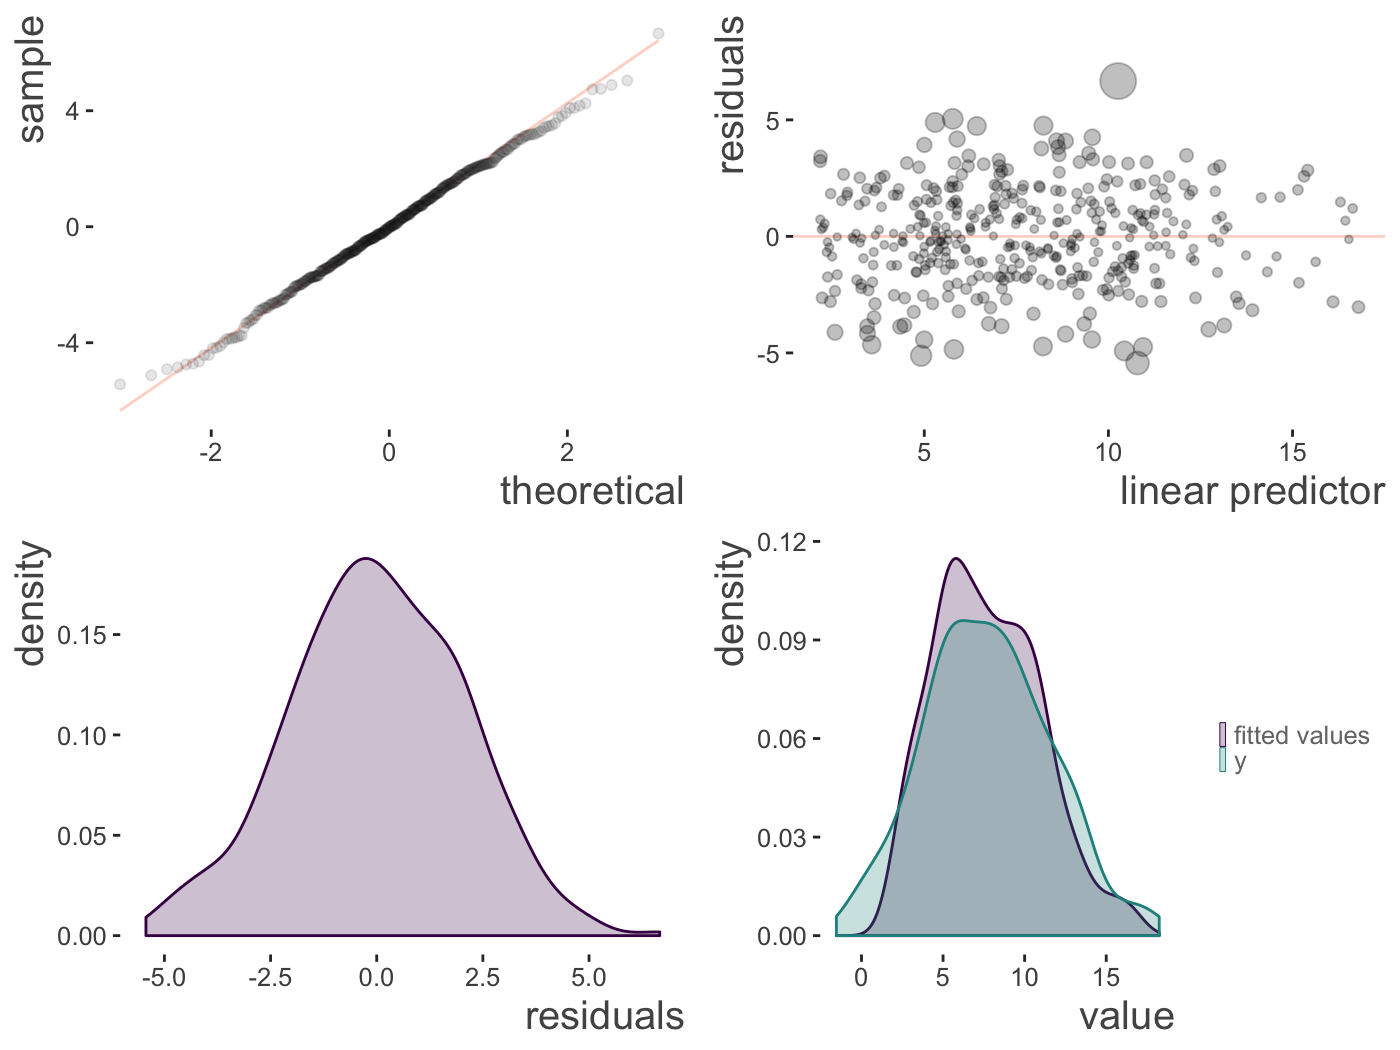 sample
4
0
-4
-2 0 2
theoretical
residuals
5
0
-5
5 10 15
linear predictor
density
0.15
0.10
0.05
0.00
-5.0 -2.5 0.0 2.5 5.0
residuals
density
0.12
0.09
0.06
0.03
0.00
0 5 10 15
value
fitted values
y